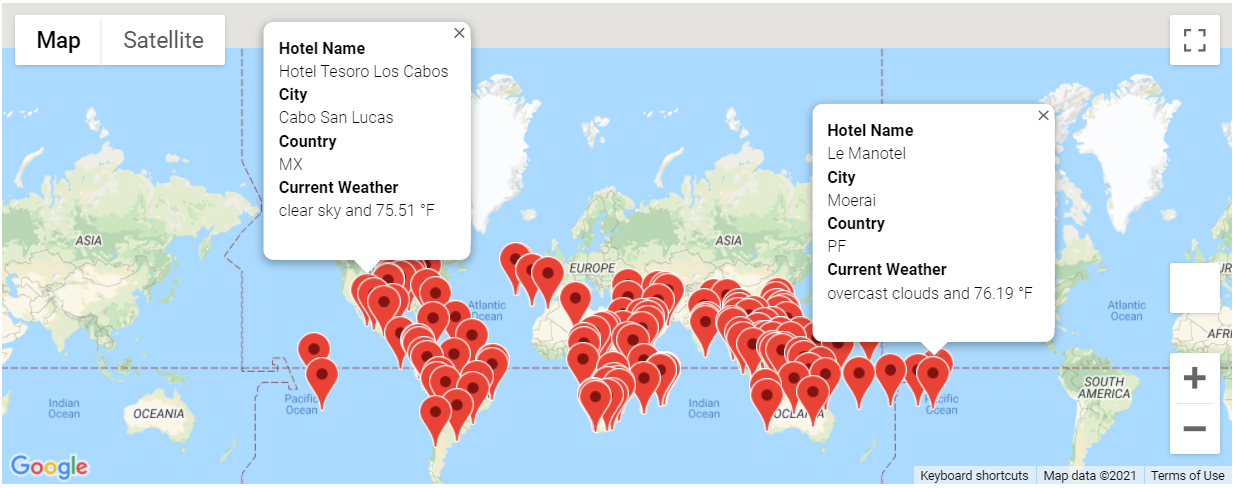 Map
Satellite
Hotel Name
Hotel Tesoro Los Cabos
City
Cabo San Lucas
Country
MX
Current Weather
clear sky and 75.51 °F
Hotel Name
Le Manotel
City
Moerai
Country
PF
Current Weather
overcast clouds and 76.19 °F
ASIA
EUROPE
ASIA
Atlantic
Ocean
Atlantic
Ocean
Indian
Ocean
OCEANIA
Pacific
Ocean
Indian
Ocean
Ocean
SOUTH
AMERICA
Google
Keyboard shortcuts
Map data ©2021
Terms of Use